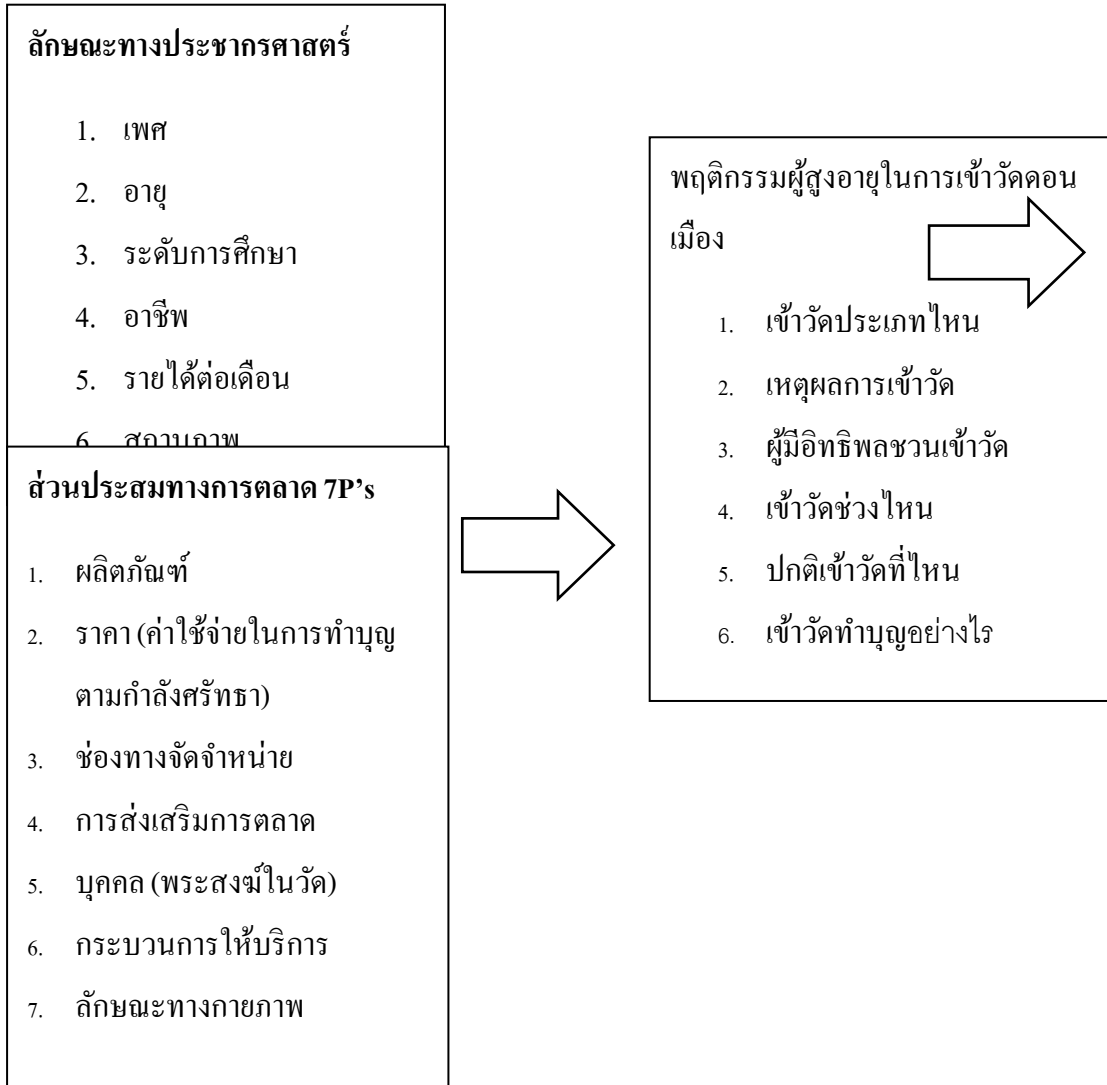 ลักษณะทางประชากรศาสตร์
1. เพศ
2. อายุ
3. ระดับการศึกษา
4. อาชีพ
5. รายได้ต่อเดือน
6. สถานภาพ
ส่วนประสมทางการตลาด 7P’s
1. ผลิตภัณฑ์
2. ราคา (ค่าใช้จ่ายในการทำบุญ
ตามกำลังศรัทธา)
3. ช่องทางจัดจำหน่าย
4. การส่งเสริมการตลาด
5. บุคคล (พระสงฆ์ในวัด)
6. กระบวนการให้บริการ
7. ลักษณะทางกายภาพ
พฤติกรรมผู้สูงอายุในการเข้าวัดดอน
เมือง
1. เข้าวัดประเภทไหน
2. เหตุผลการเข้าวัด
3. ผู้มีอิทธิพลชวนเข้าวัด
4. เข้าวัดช่วงไหน
5. ปกติเข้าวัดที่ไหน
6. เข้าวัดทำบุญอย่างไร